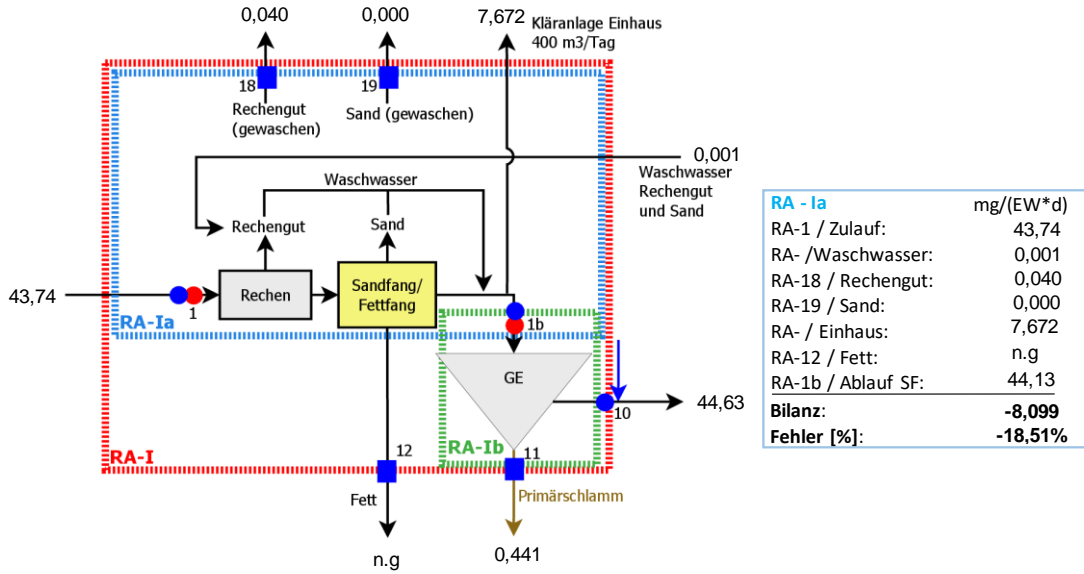 0,040
0,000
7,672
Kläranlage Einhaus
400 m3/Tag
18
19
Rechengut
(gewaschen)
Sand (gewaschen)
0,001
Waschwasser
Rechengut
und Sand
Waschwasser
Rechengut
Sand
43,74
1
Rechen
Sandfang/
Fettfang
RA-Ia
1b
GE
10
44,63
RA-Ib
RA-I
12
11
Fett
Primärschlamm
n.g
0,441
RA - Ia mg/(EW*d)
RA-1 / Zulauf: 43,74
RA- /Waschwasser: 0,001
RA-18 / Rechengut: 0,040
RA-19 / Sand: 0,000
RA- / Einhaus: 7,672
RA-12 / Fett: n.g
RA-1b / Ablauf SF: 44,13
Bilanz: -8,099
Fehler [%]: -18,51%